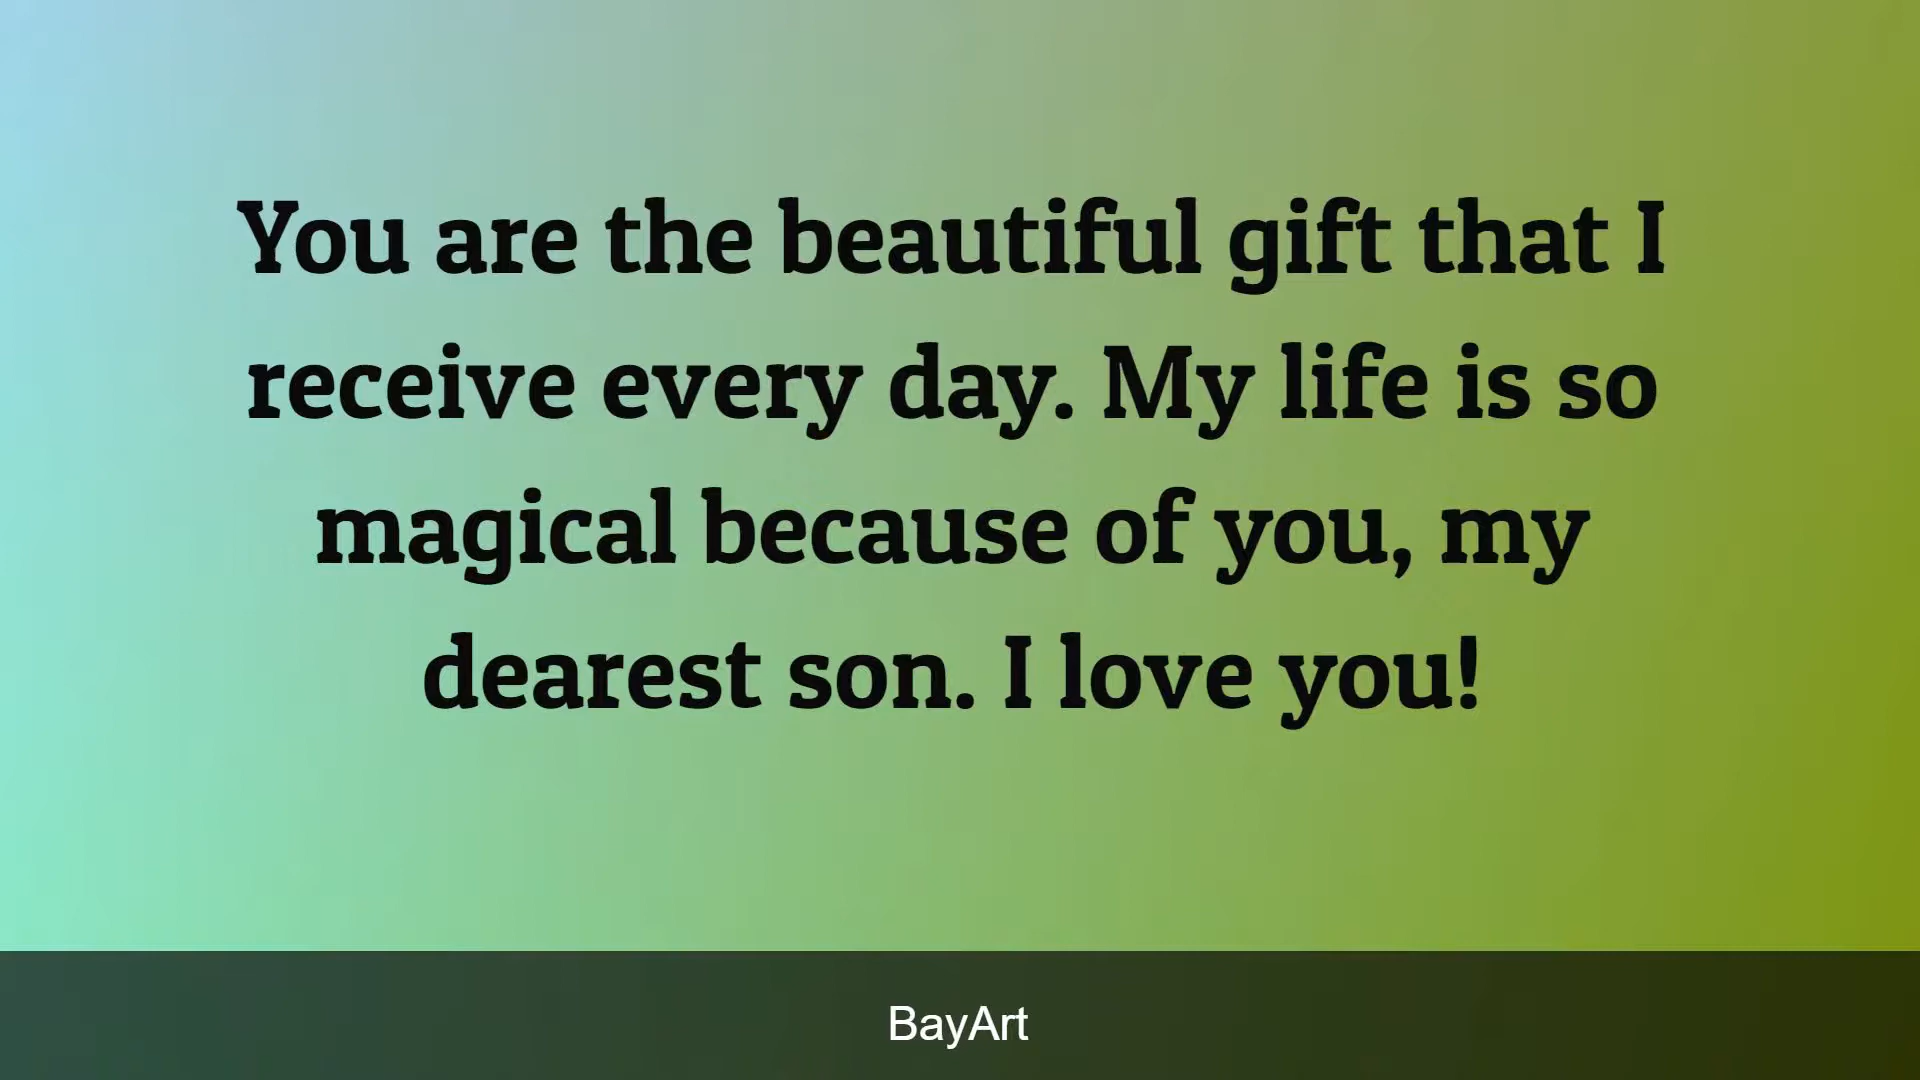 You are the beautiful gift that I
receive every day. My life is so
magical because of you, my
dearest son. I love you!
BayArt